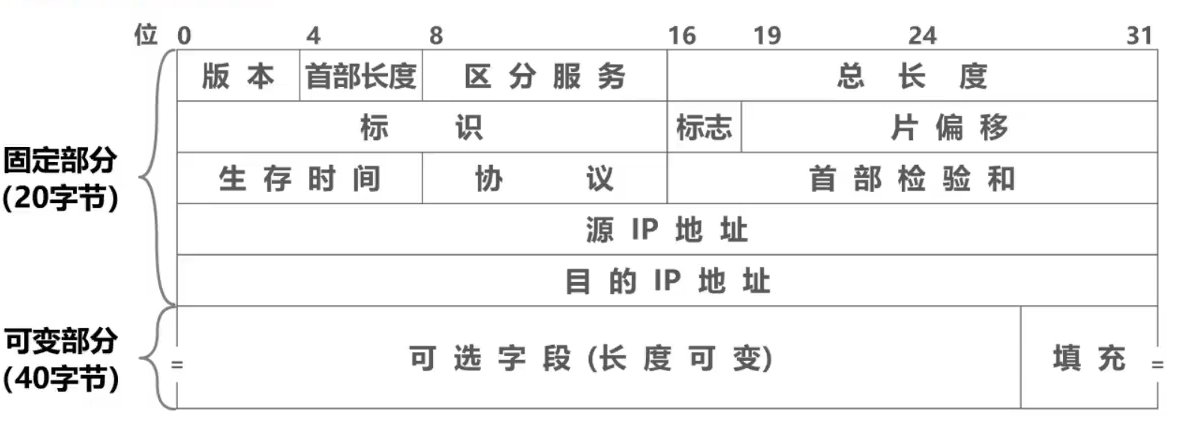 位 0 4 8 16 19 24 31
版 本 首部长度 区 分 服 务 总 长 度
标 识 标志 片 偏 移
固定部分
(20字节)
生 存 时 间 协 议 首 部 检 验 和
源 IP 地 址
目 的 IP 地 址
可变部分
(40字节)
= 可 选 字 段 (长 度 可 变) 填 充 =